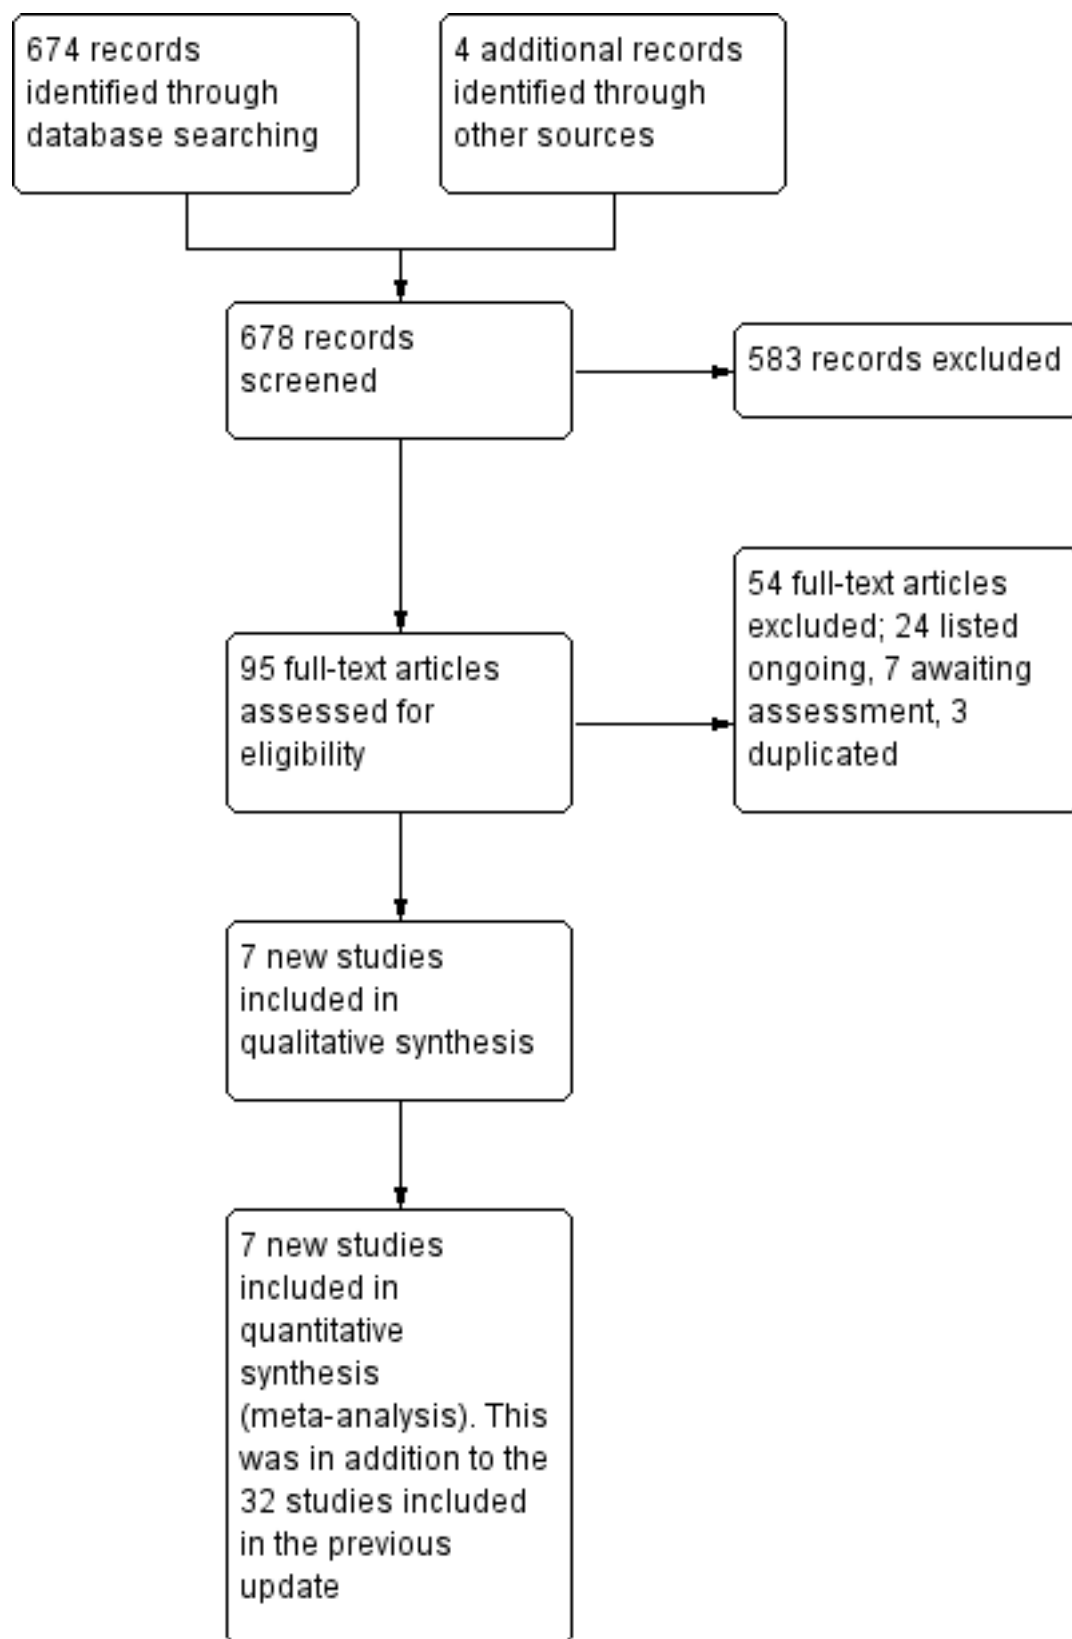 674 records
identified through
database searching
4 additional records
identified through
other sources
678 records
screened
583 records excluded
95 full-text articles
assessed for
eligibility
54 full-text articles
excluded; 24 listed
ongoing, 7 awaiting
assessment, 3
duplicated
7 new studies
included in
qualitative synthesis
7 new studies
included in
quantitative
synthesis
(meta-analysis). This
was in addition to the
32 studies included
in the previous
update